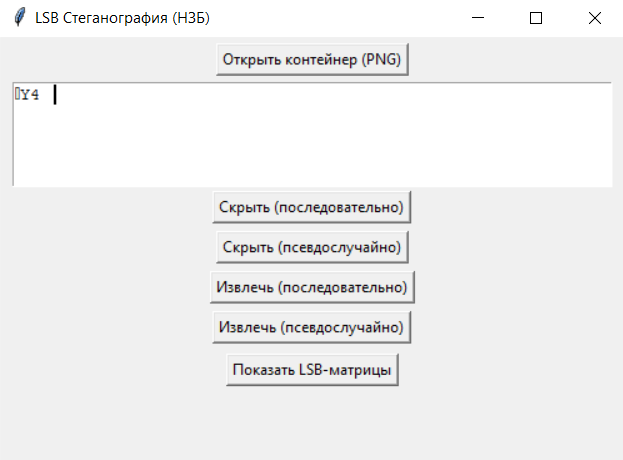 LSB Стеганография (НЗБ)
Открыть контейнер (PNG)
Y4
Скрыть (последовательно)
Скрыть (псевдослучайно)
Извлечь (последовательно)
Извлечь (псевдослучайно)
Показать LSB-матрицы